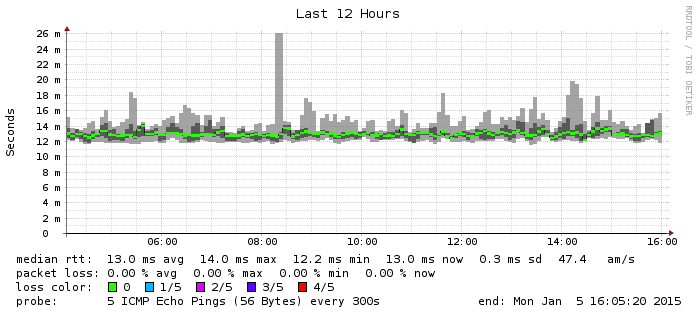 Last 12 Hours
RRDTOOL / TOBI OETIKER
Seconds
26 m
24 m
22 m
20 m
18 m
16 m
14 m
12 m
10 m
8 m
6 m
4 m
2 m
0
06:00 08:00 10:00 12:00 14:00 16:00
median rtt: 13.0 ms avg 14.0 ms max 12.2 ms min 13.0 ms now 0.3 ms sd 47.4 am/s
packet loss: 0.00 % avg 0.00 % max 0.00 % min 0.00 % now
loss color: 0 1/5 2/5 3/5 4/5
probe: 5 ICMP Echo Pings (56 Bytes) every 300s end: Mon Jan 5 16:05:20 2015